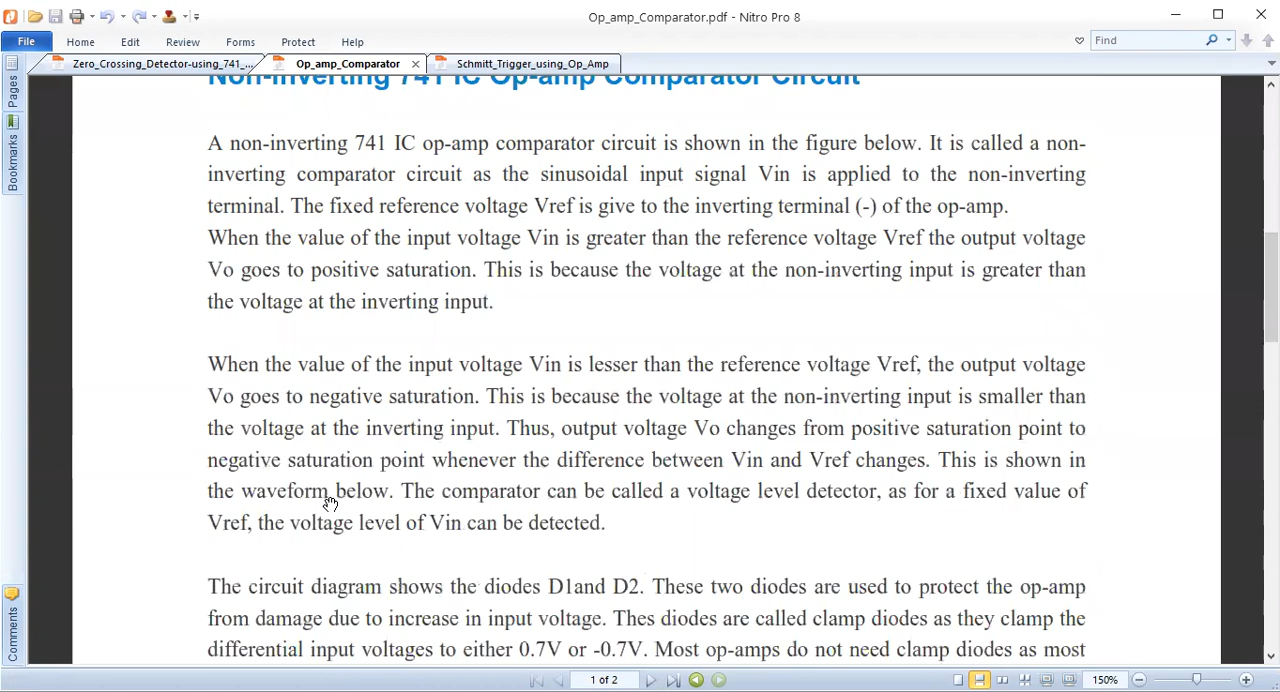 Op_amp_Comparator.pdf - Nitro Pro 8
File Home Edit Review Forms Protect Help Find
Zero_Crossing_Detector-using_741_... Op_amp_Comparator Schmitt_Trigger_using_Op_Amp
Pages
Bookmarks
Comments
Non-inverting 741 IC Op-amp Comparator Circuit
A non-inverting 741 IC op-amp comparator circuit is shown in the figure below. It is called a non-
inverting comparator circuit as the sinusoidal input signal Vin is applied to the non-inverting
terminal. The fixed reference voltage Vref is give to the inverting terminal (-) of the op-amp.
When the value of the input voltage Vin is greater than the reference voltage Vref the output voltage
Vo goes to positive saturation. This is because the voltage at the non-inverting input is greater than
the voltage at the inverting input.
When the value of the input voltage Vin is lesser than the reference voltage Vref, the output voltage
Vo goes to negative saturation. This is because the voltage at the non-inverting input is smaller than
the voltage at the inverting input. Thus, output voltage Vo changes from positive saturation point to
negative saturation point whenever the difference between Vin and Vref changes. This is shown in
the waveform below. The comparator can be called a voltage level detector, as for a fixed value of
Vref, the voltage level of Vin can be detected.
The circuit diagram shows the diodes D1and D2. These two diodes are used to protect the op-amp
from damage due to increase in input voltage. Thes diodes are called clamp diodes as they clamp the
differential input voltages to either 0.7V or -0.7V. Most op-amps do not need clamp diodes as most
1 of 2
150%